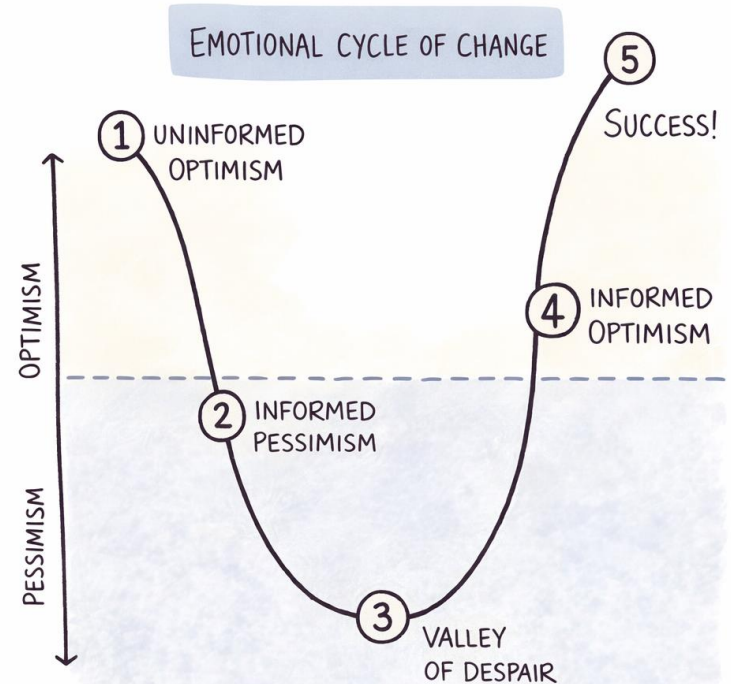 EMOTIONAL CYCLE OF CHANGE
5
SUCCESS!
1
UNINFORMED
OPTIMISM
OPTIMISM
4
INFORMED
OPTIMISM
2
INFORMED
PESSIMISM
PESSIMISM
3
VALLEY
OF DESPAIR